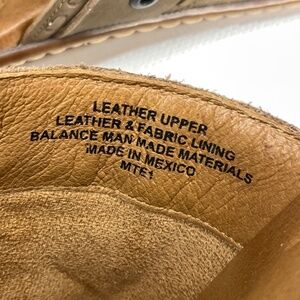 LEATHER UPPER
LEATHER & FABRIC LINING
BALANCE MAN MADE MATERIALS
MADE IN MEXICO
MTE1